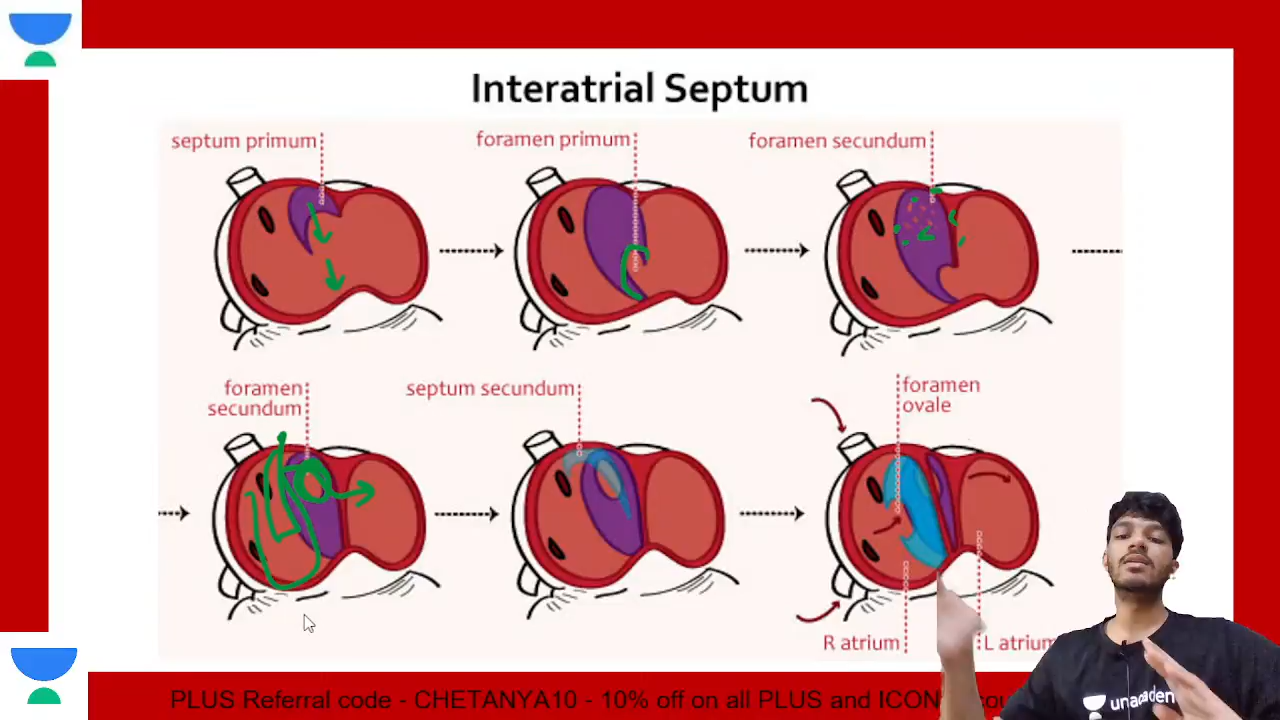 Interatrial Septum
septum primum
foramen primum
foramen secundum
foramen
secundum
septum secundum
foramen
ovale
R atrium
L atrium
PLUS Referral code - CHETANYA10 - 10% off on all PLUS and ICON